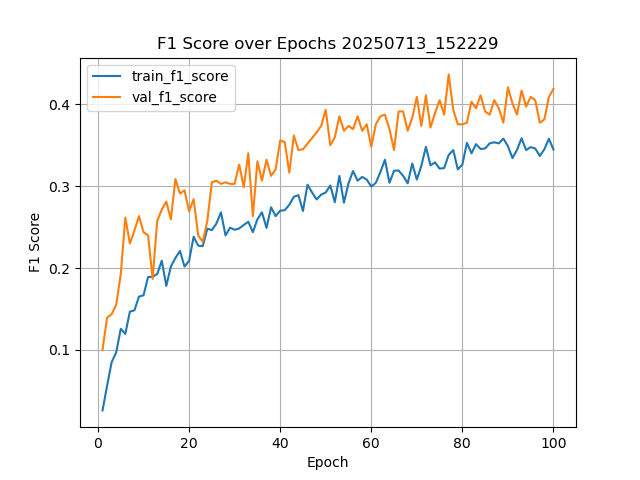 F1 Score over Epochs 20250713_152229
train_f1_score
val_f1_score
0.4
0.3
0.2
0.1
F1 Score
0 20 40 60 80 100
Epoch